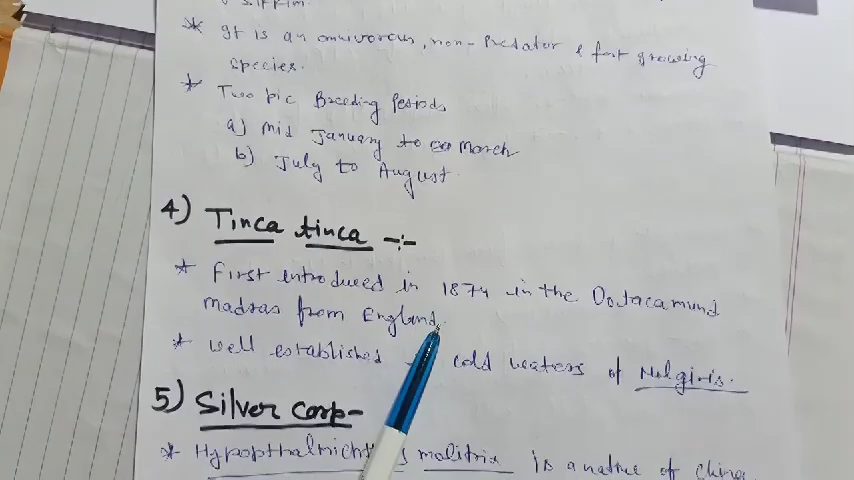 * It is an omnivorous, non-Predator & fast growing
species.
* Two pic Breeding Periods
a) Mid January to March
b) July to August.
4) Tinca tinca -:-
* First introduced in 1874 in the Ootacamund
Madras from England.
* Well established cold waters of Nilgiris.
5) Silver carp-
* Hypopthalmicht s malitrix is a native of China.